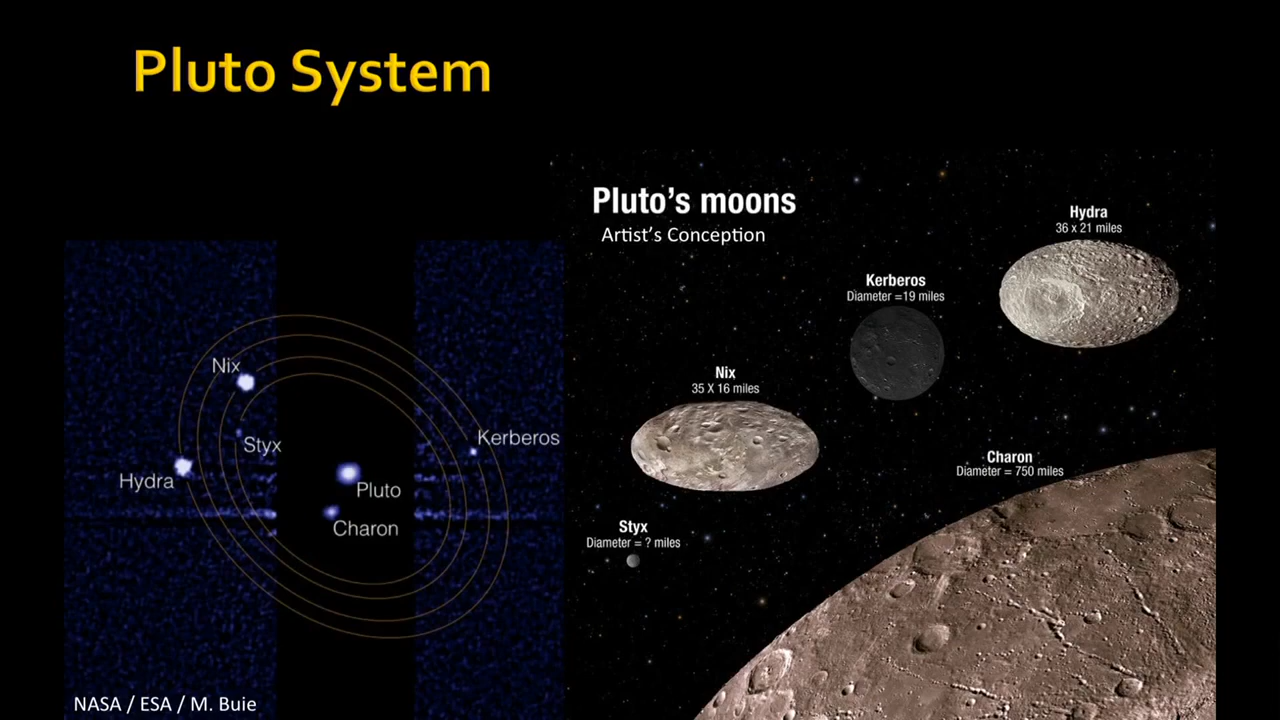 Pluto System
Nix
Styx
Hydra
Pluto
Charon
Kerberos
NASA / ESA / M. Buie
Pluto's moons
Artist's Conception
Hydra
36 x 21 miles
Kerberos
Diameter =19 miles
Nix
35 X 16 miles
Charon
Diameter = 750 miles
Styx
Diameter = ? miles